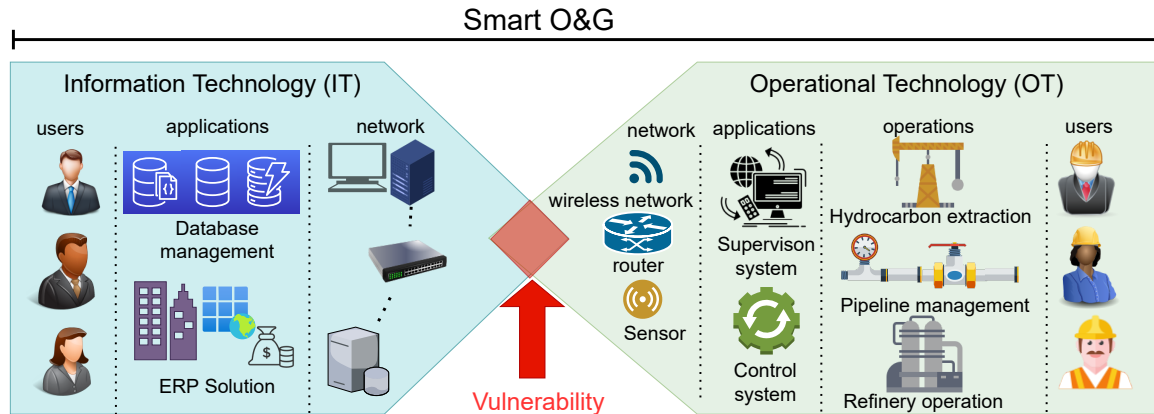 Smart O&G
Information Technology (IT)
users
applications
network
Database
management
ERP Solution
Vulnerability
Operational Technology (OT)
network
applications
operations
users
wireless network
router
Sensor
Supervison
system
Control
system
Hydrocarbon extraction
Pipeline management
Refinery operation